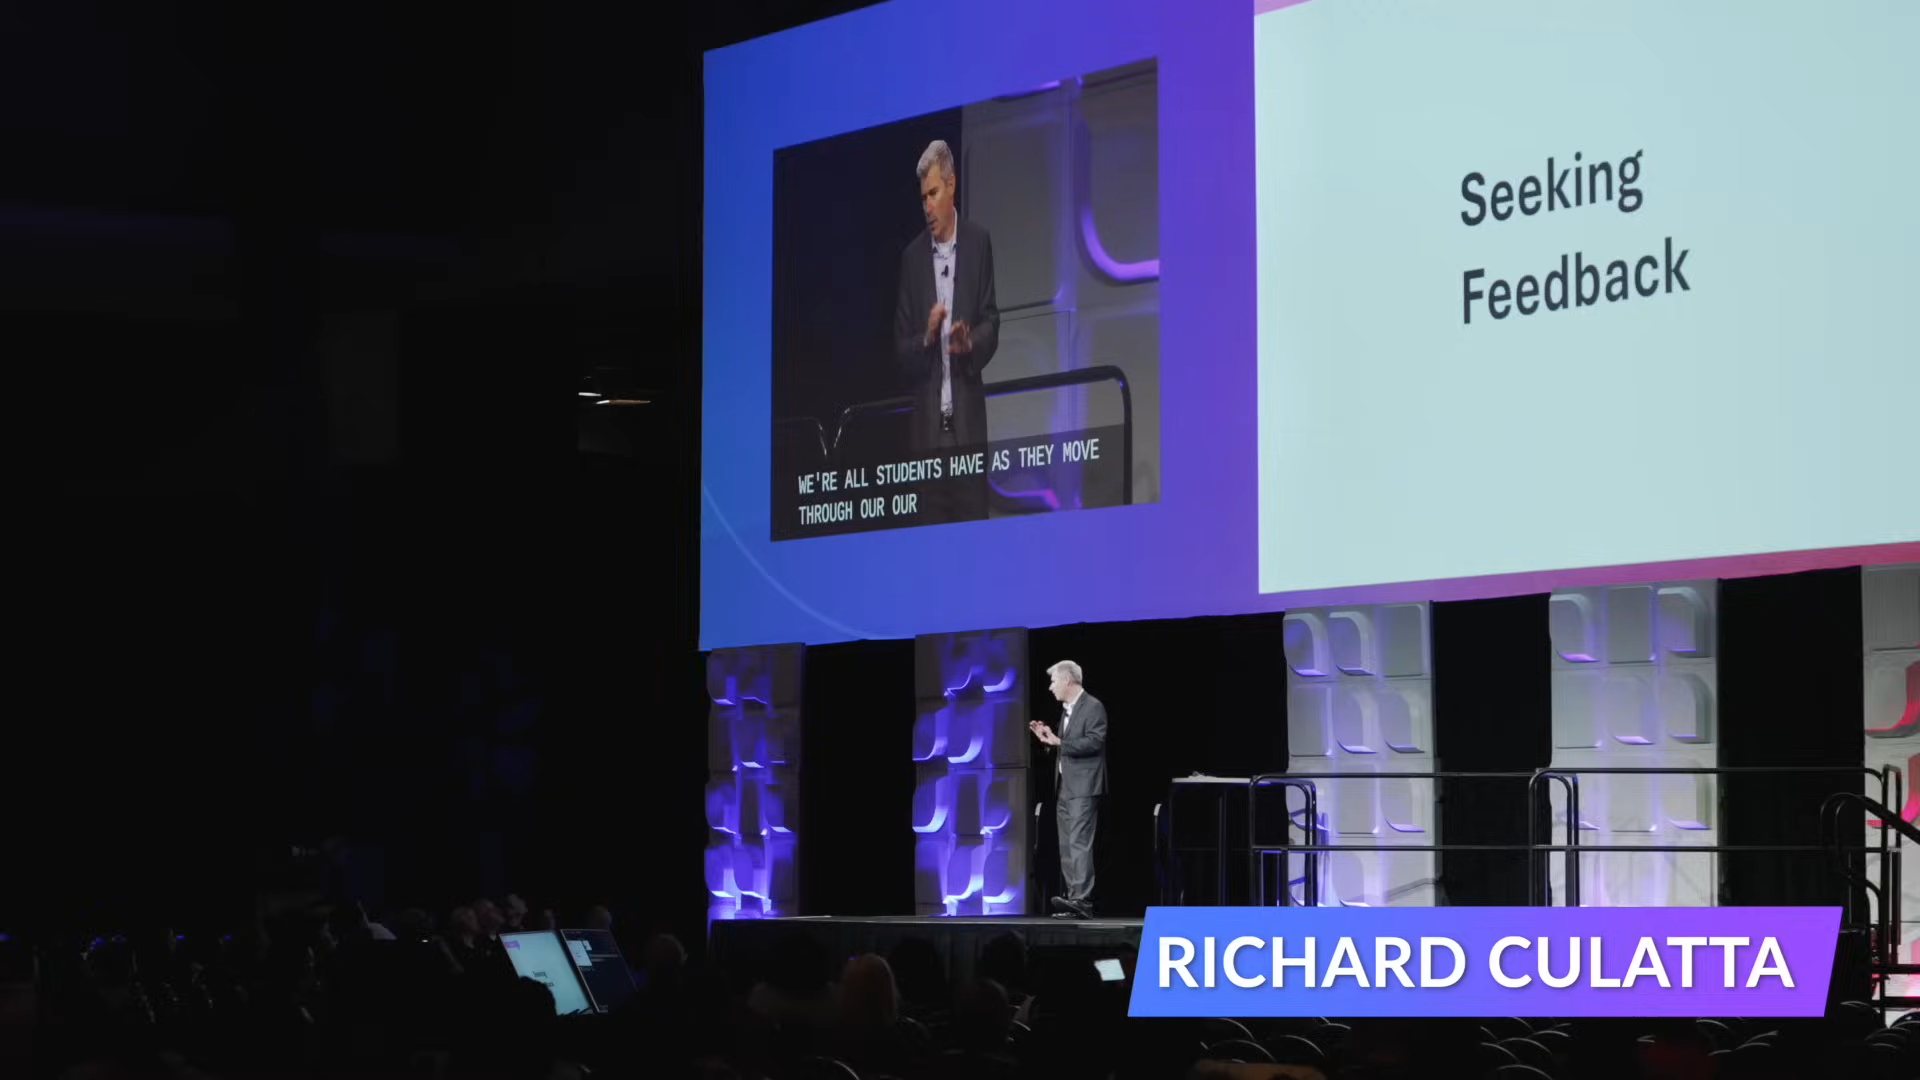 Seeking
Feedback
WE'RE ALL STUDENTS HAVE AS THEY MOVE
THROUGH OUR OUR
RICHARD CULATTA